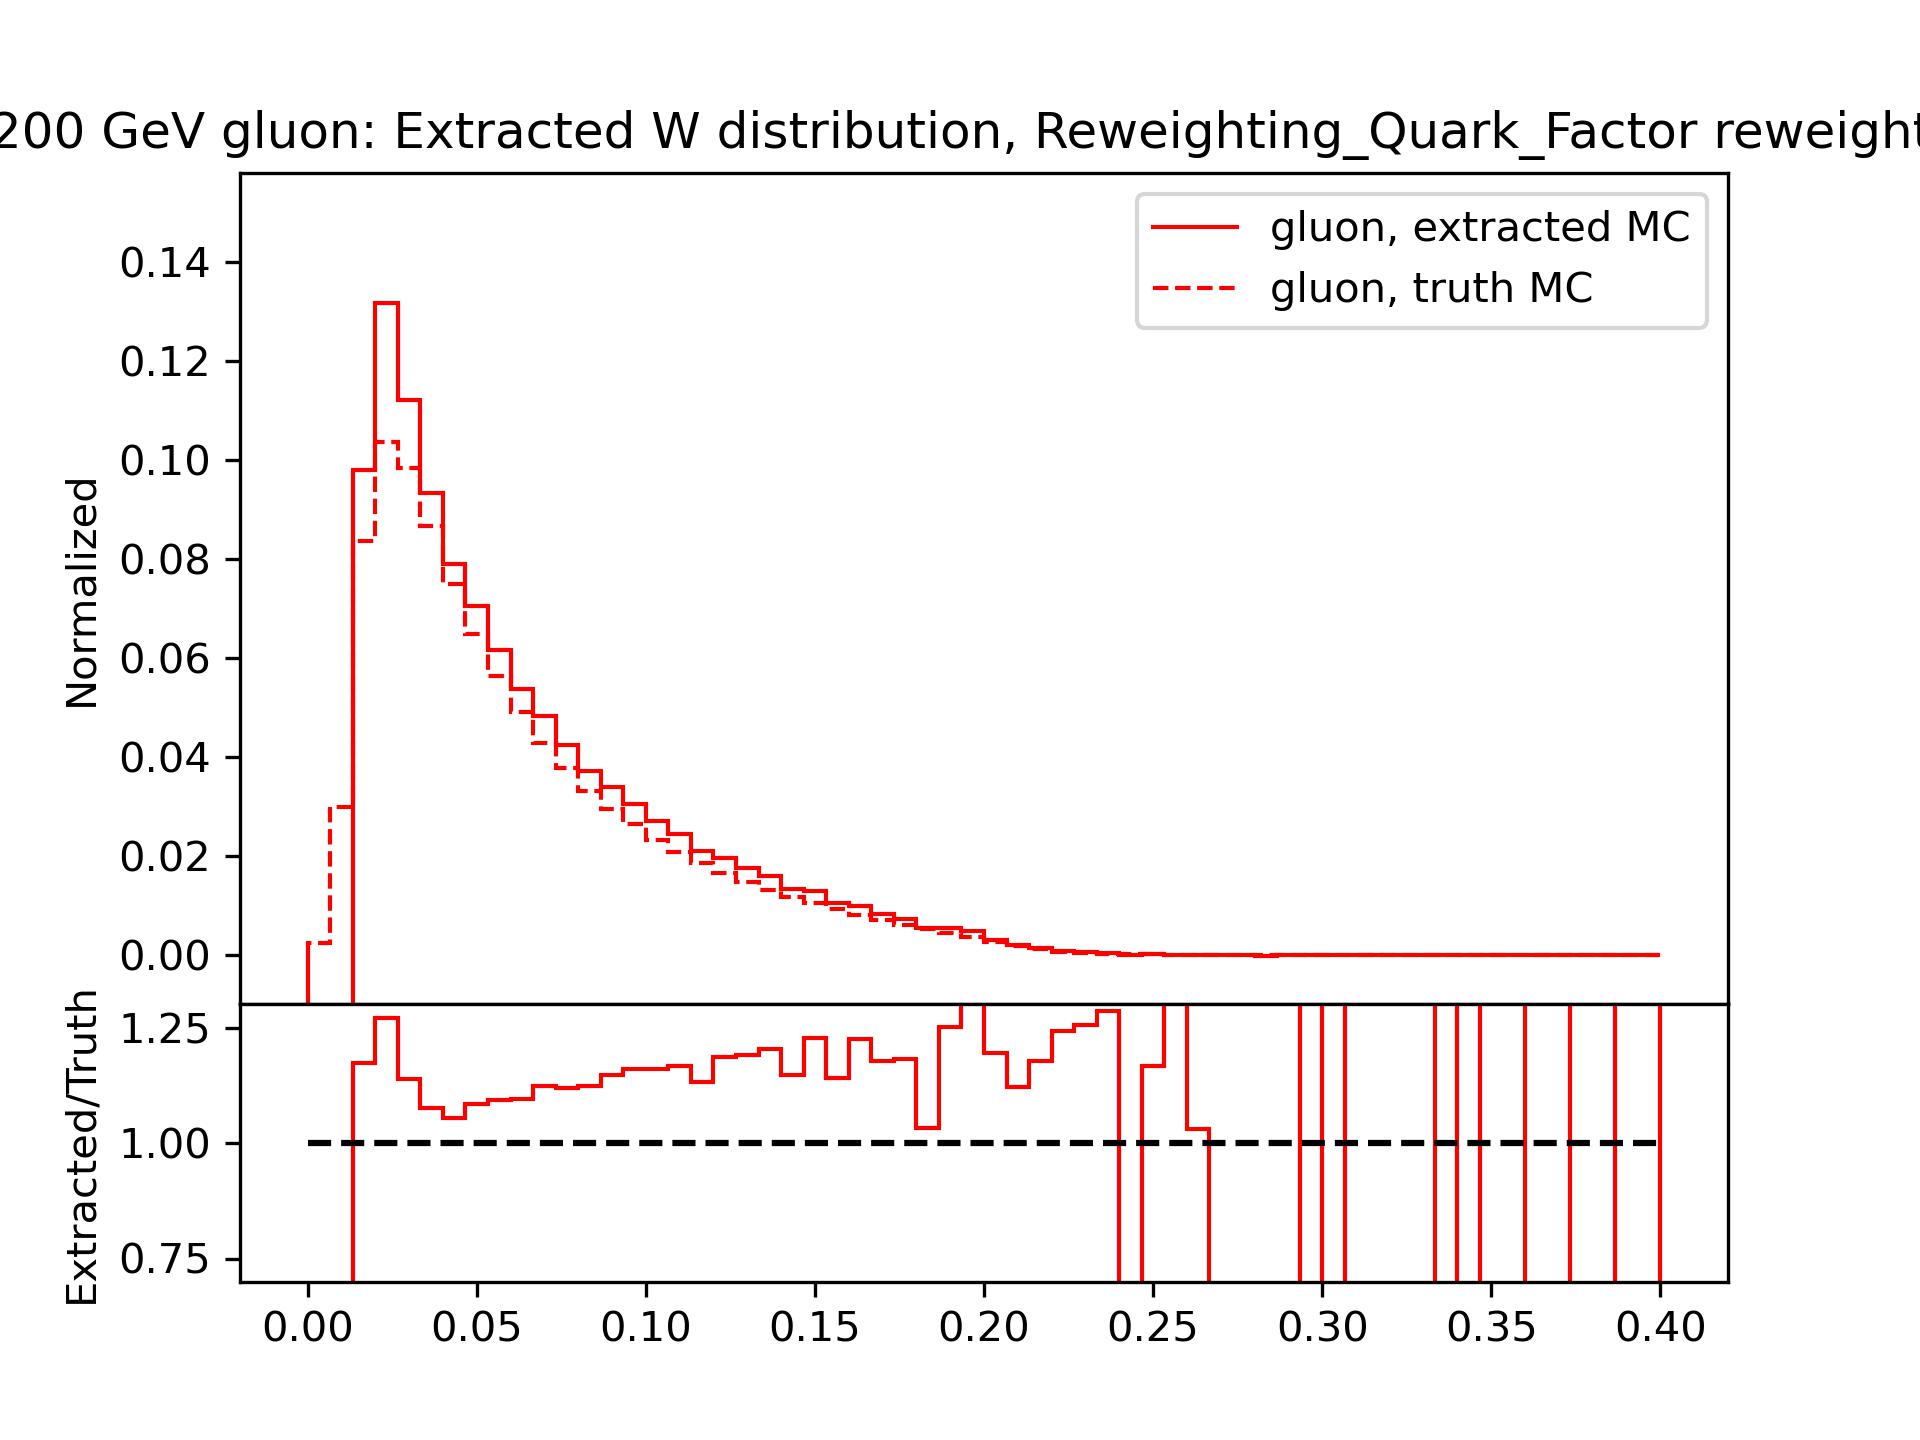 200 GeV gluon: Extracted W distribution, Reweighting_Quark_Factor reweight
gluon, extracted MC
gluon, truth MC
Normalized
0.14
0.12
0.10
0.08
0.06
0.04
0.02
0.00
Extracted/Truth
1.25
1.00
0.75
0.00 0.05 0.10 0.15 0.20 0.25 0.30 0.35 0.40